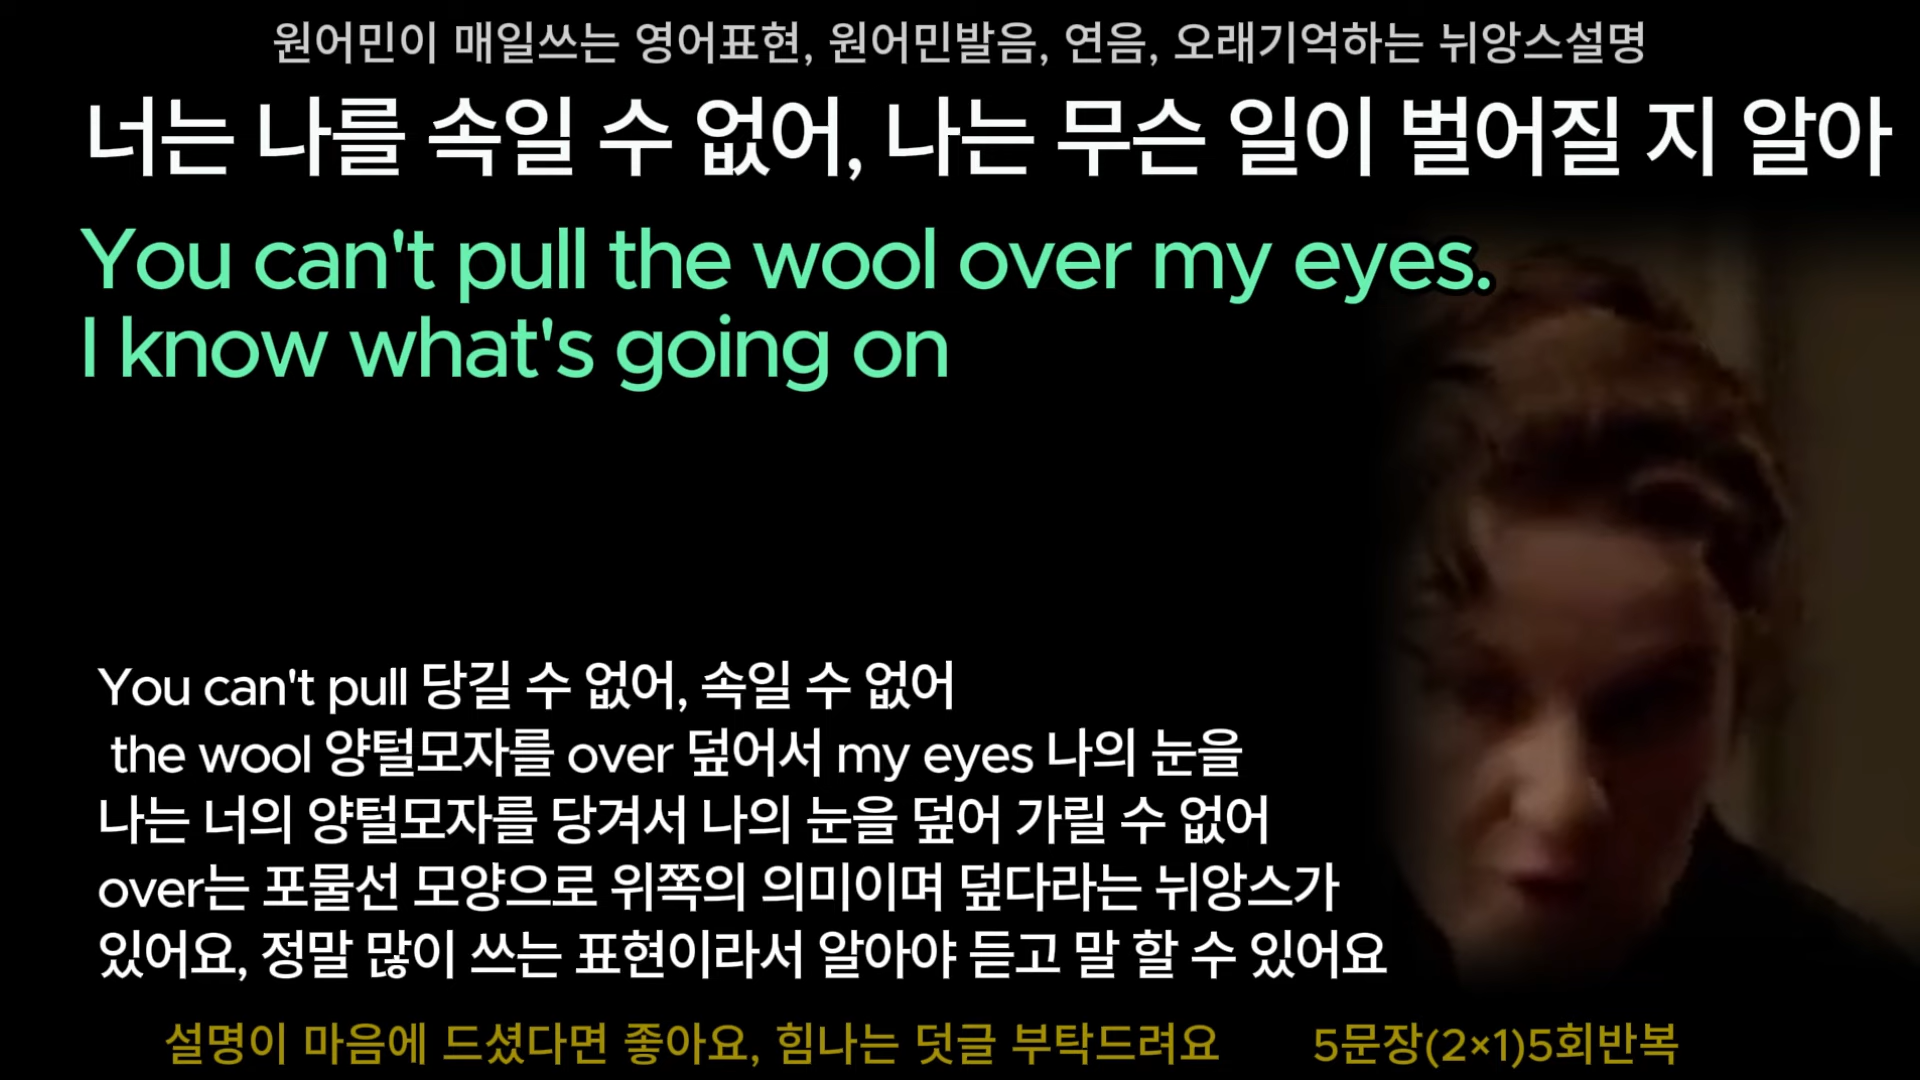 원어민이 매일쓰는 영어표현, 원어민발음, 연음, 오래기억하는 뉘앙스설명
너는 나를 속일 수 없어, 나는 무슨 일이 벌어질 지 알아
You can't pull the wool over my eyes.
I know what's going on
You can't pull 당길 수 없어, 속일 수 없어
the wool 양털모자를 over 덮어서 my eyes 나의 눈을
나는 너의 양털모자를 당겨서 나의 눈을 덮어 가릴 수 없어
over는 포물선 모양으로 위쪽의 의미이며 덮다라는 뉘앙스가
있어요, 정말 많이 쓰는 표현이라서 알아야 듣고 말 할 수 있어요
설명이 마음에 드셨다면 좋아요, 힘나는 덧글 부탁드려요 5문장(2×1)5회반복